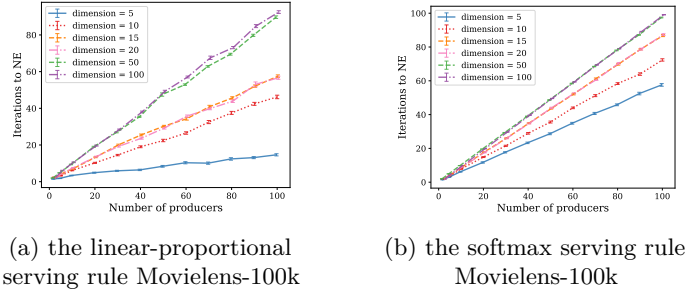 dimension = 5
dimension = 10
dimension = 15
dimension = 20
dimension = 50
dimension = 100
Iterations to NE
80
60
40
20
0
0
20
40
60
80
100
Number of producers
(a) the linear-proportional
serving rule Movielens-100k
dimension = 5
dimension = 10
dimension = 15
dimension = 20
dimension = 50
dimension = 100
Iterations to NE
100
80
60
40
20
0
0
20
40
60
80
100
Number of producers
(b) the softmax serving rule
Movielens-100k